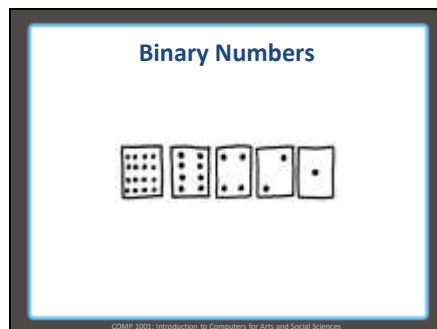 Binary Numbers
COMP 1001: Introduction to Computers for Arts and Social Sciences